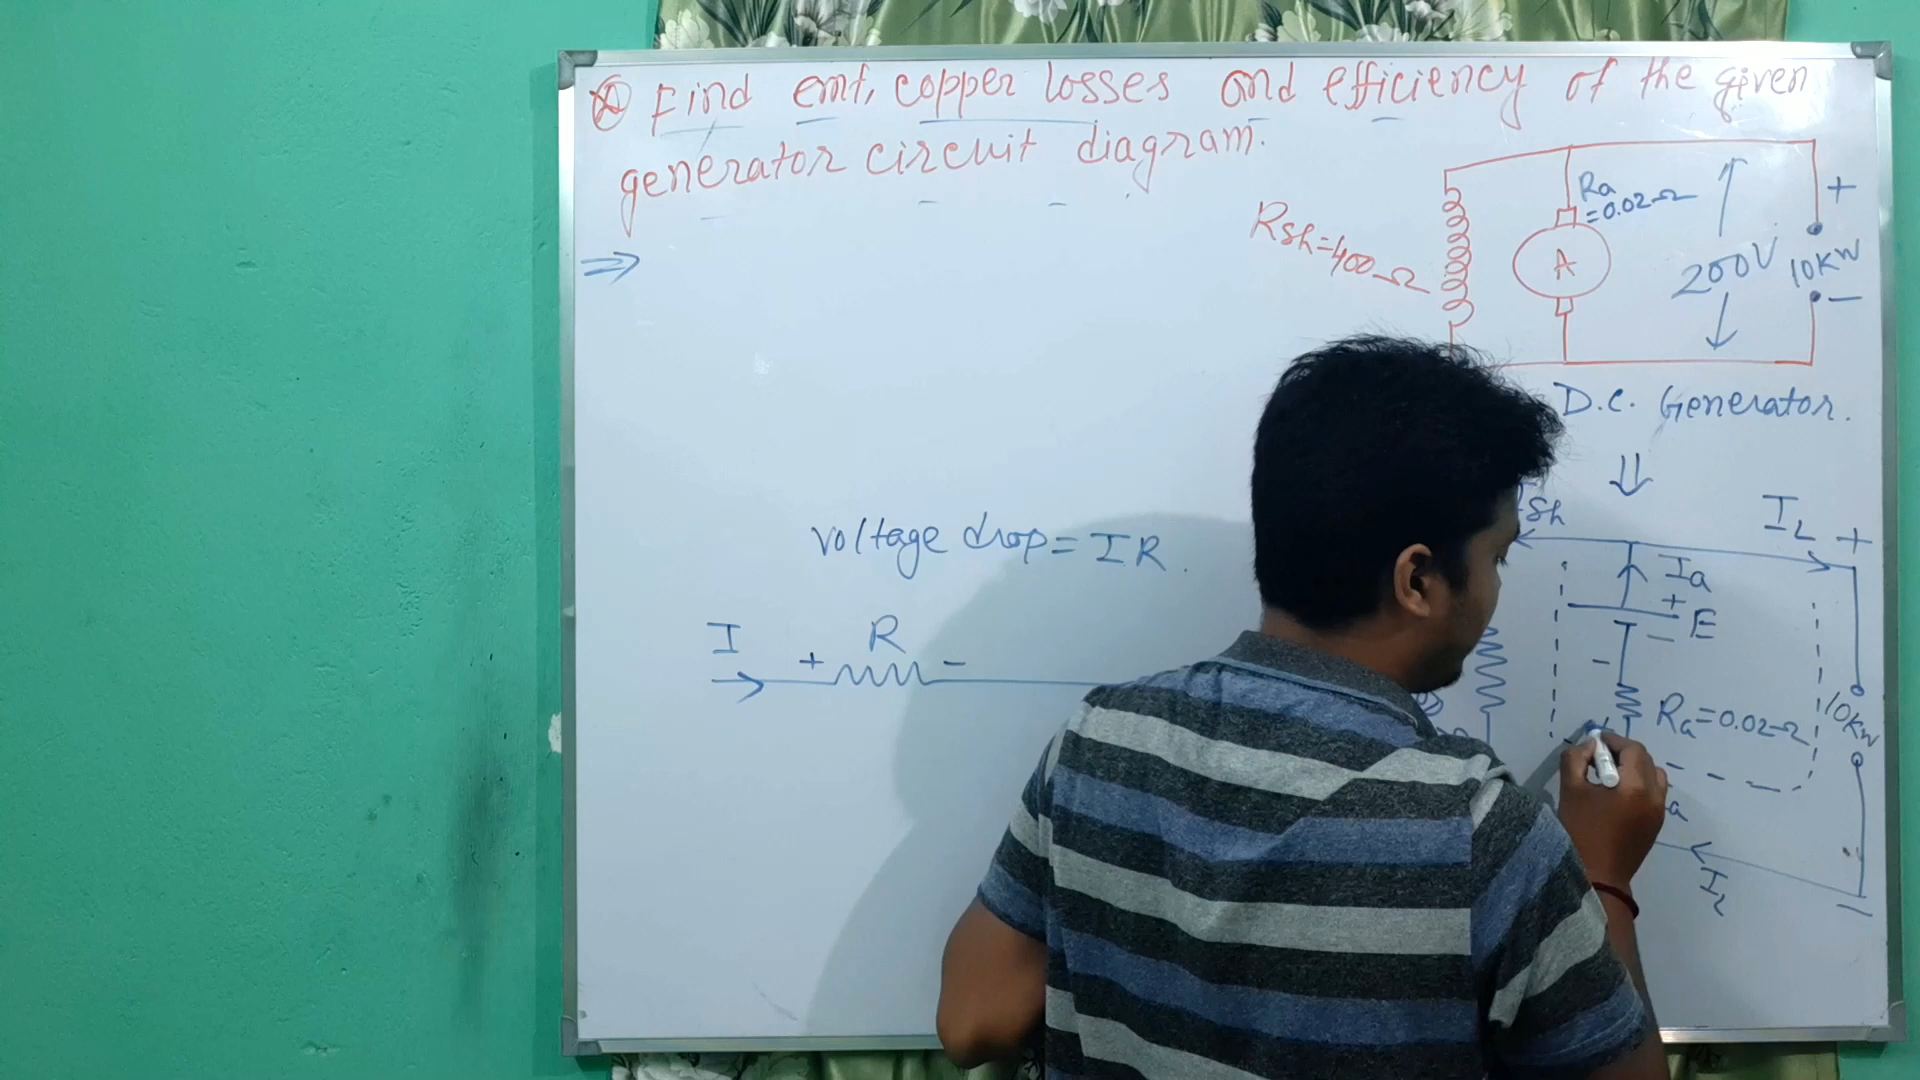 Find emf, copper losses and efficiency of the given
generator circuit diagram.
Ra
=0.02Ω
Rsh=400Ω
A
200V
10KW
+
-
D.C. Generator.
Ish
IL
+
voltage drop = IR.
Ia
+
E
-
-
I
+
R
-
Ra=0.02Ω
10KW
a
IL
-